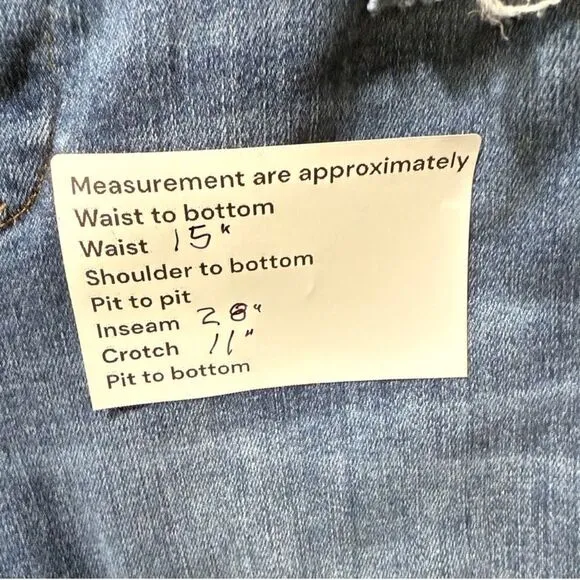 Measurement are approximately
Waist to bottom
Waist 15"
Shoulder to bottom
Pit to pit
Inseam 28"
Crotch 11"
Pit to bottom